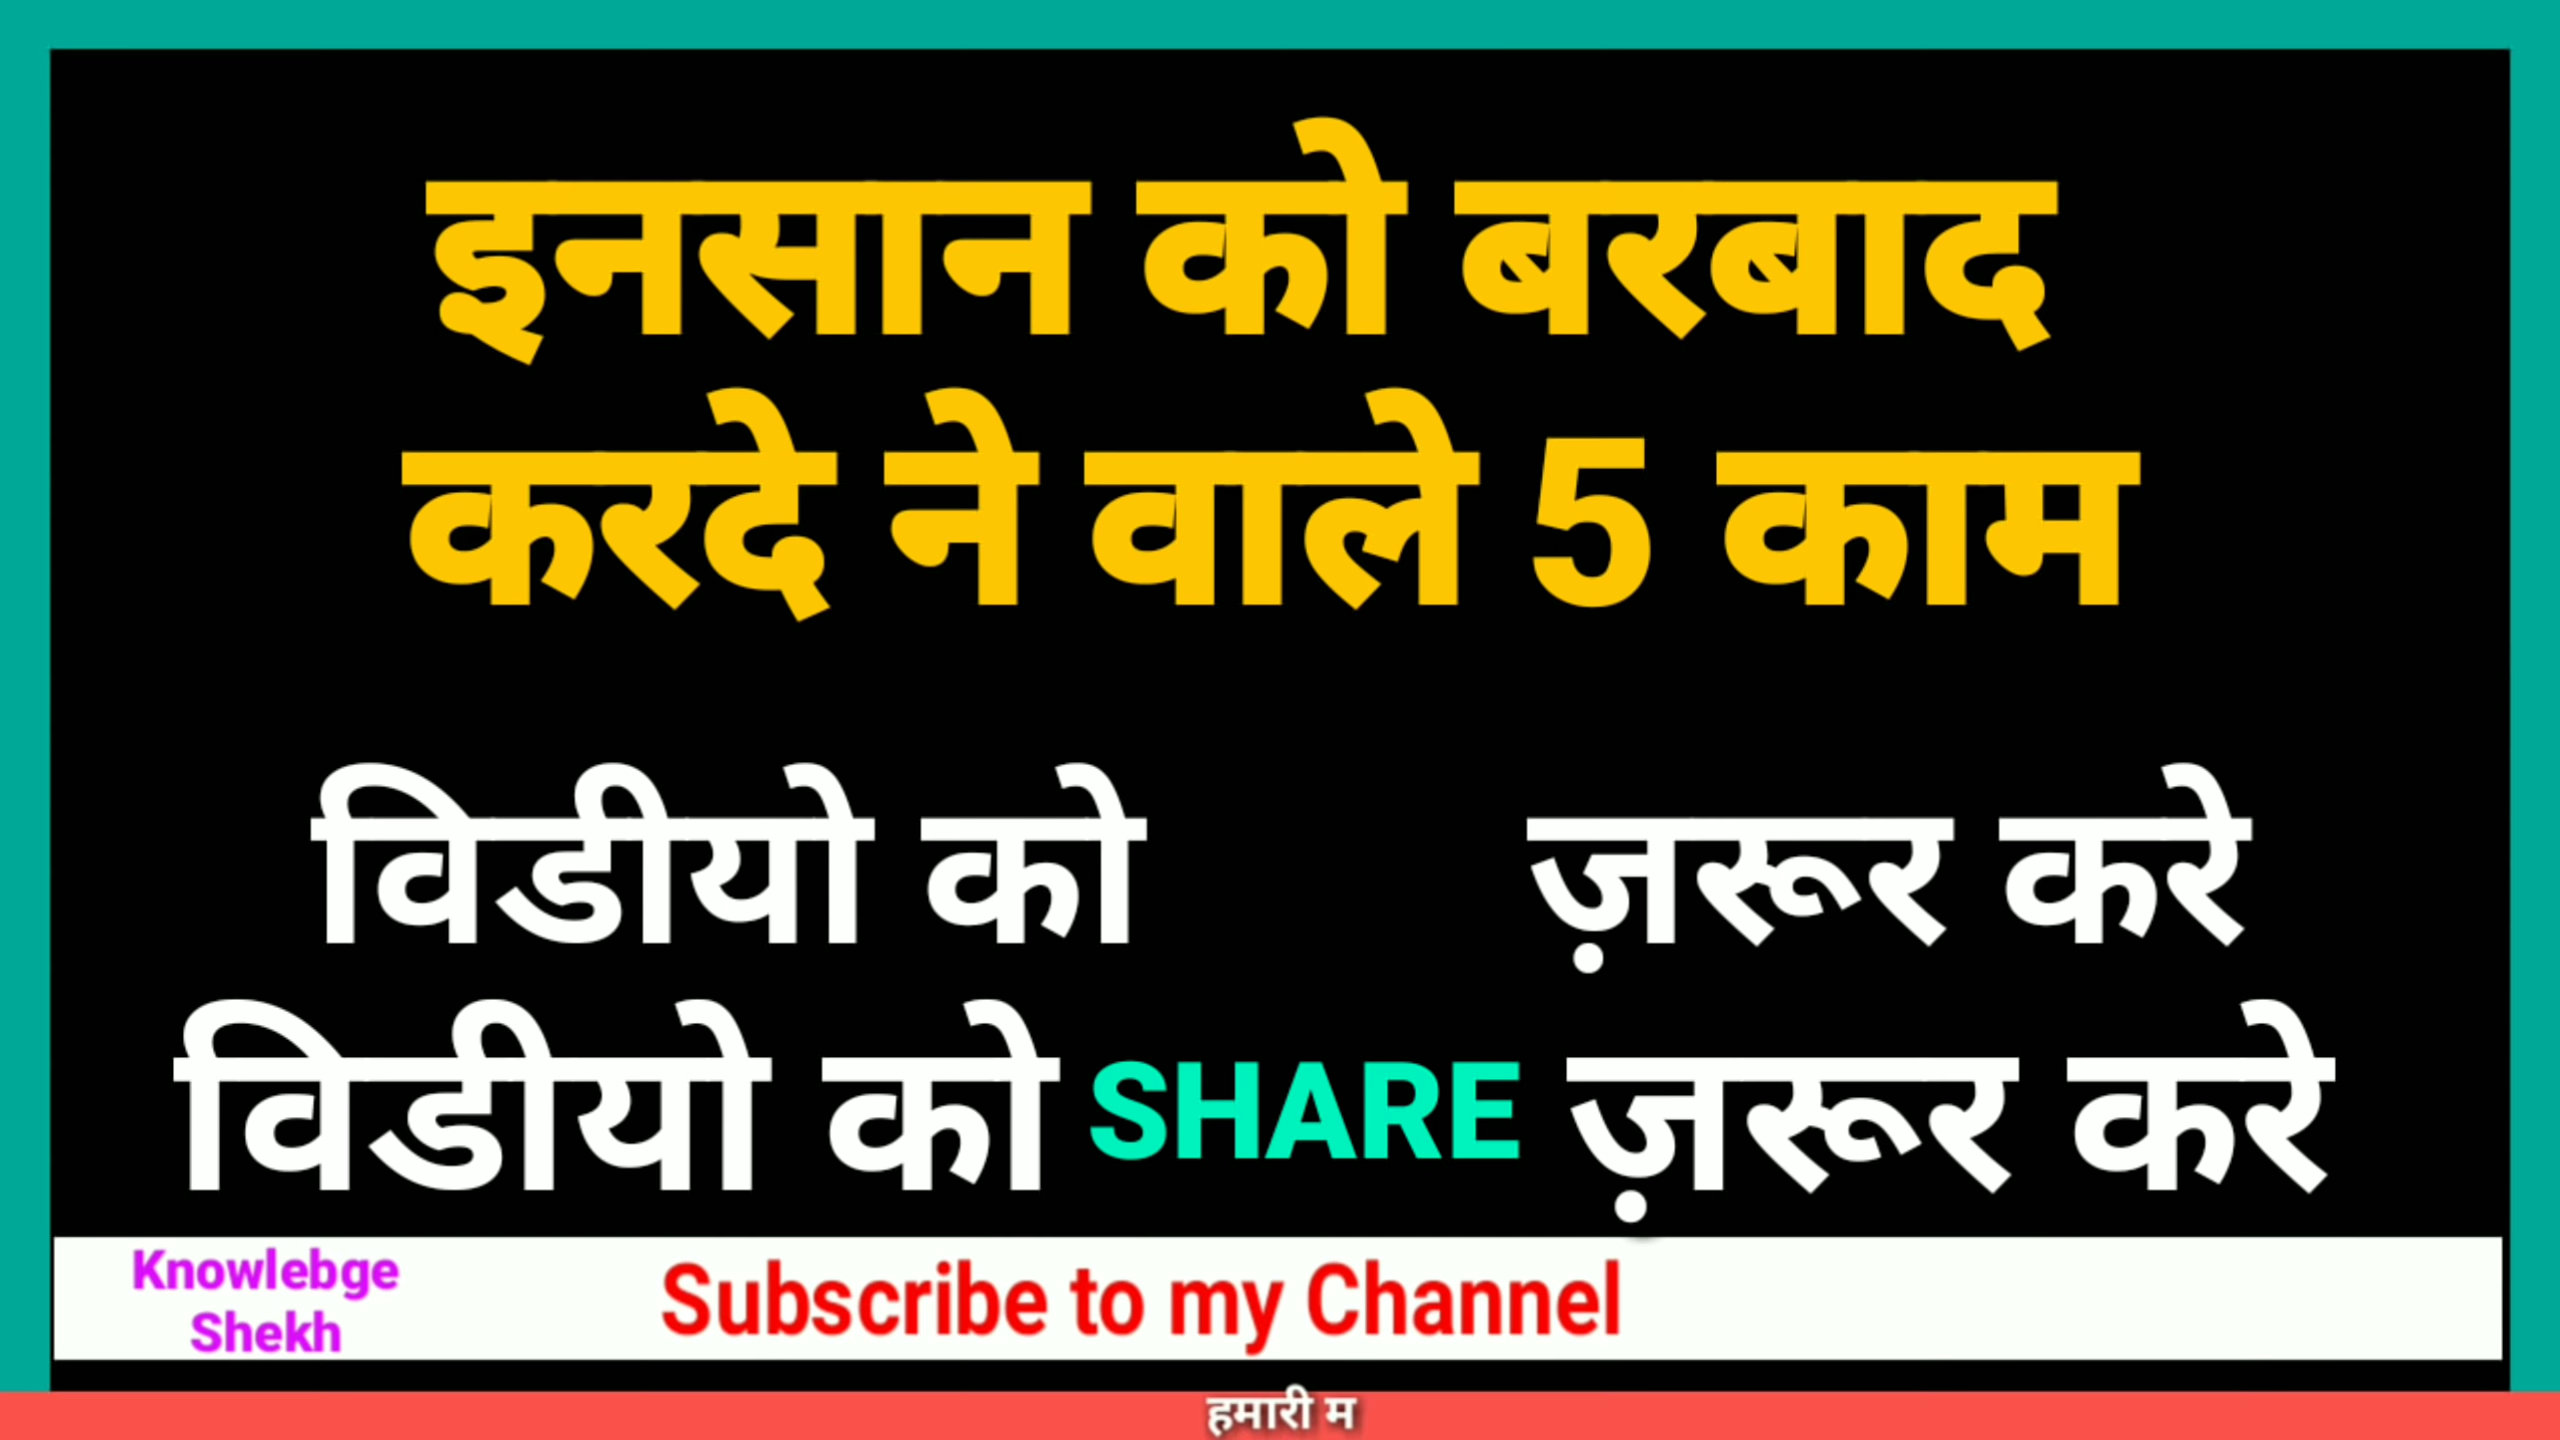 इनसान को बरबाद
करदे ने वाले 5 काम
विडीयो को ज़रूर करे
विडीयो को SHARE ज़रूर करे
Knowlebge
Shekh
Subscribe to my Channel
हमारी म